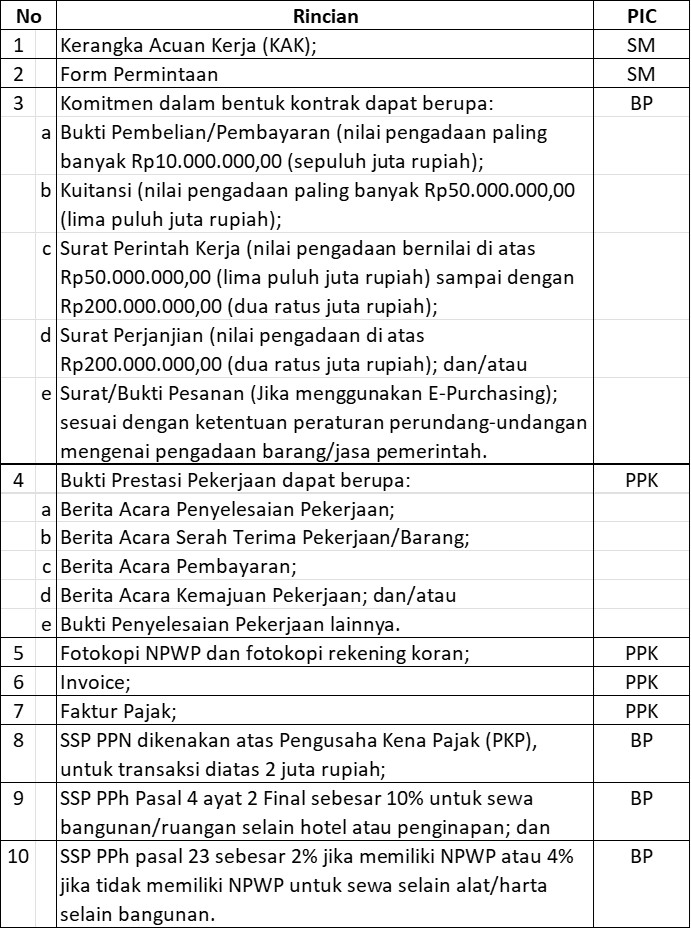 No Rincian PIC
1 Kerangka Acuan Kerja (KAK); SM
2 Form Permintaan SM
3 Komitmen dalam bentuk kontrak dapat berupa: BP
a Bukti Pembelian/Pembayaran (nilai pengadaan paling
banyak Rp10.000.000,00 (sepuluh juta rupiah);
b Kuitansi (nilai pengadaan paling banyak Rp50.000.000,00
(lima puluh juta rupiah);
c Surat Perintah Kerja (nilai pengadaan bernilai di atas
Rp50.000.000,00 (lima puluh juta rupiah) sampai dengan
Rp200.000.000,00 (dua ratus juta rupiah);
d Surat Perjanjian (nilai pengadaan di atas
Rp200.000.000,00 (dua ratus juta rupiah); dan/atau
e Surat/Bukti Pesanan (Jika menggunakan E-Purchasing);
sesuai dengan ketentuan peraturan perundang-undangan
mengenai pengadaan barang/jasa pemerintah.
4 Bukti Prestasi Pekerjaan dapat berupa: PPK
a Berita Acara Penyelesaian Pekerjaan;
b Berita Acara Serah Terima Pekerjaan/Barang;
c Berita Acara Pembayaran;
d Berita Acara Kemajuan Pekerjaan; dan/atau
e Bukti Penyelesaian Pekerjaan lainnya.
5 Fotokopi NPWP dan fotokopi rekening koran; PPK
6 Invoice; PPK
7 Faktur Pajak; PPK
8 SSP PPN dikenakan atas Pengusaha Kena Pajak (PKP), BP
untuk transaksi diatas 2 juta rupiah;
9 SSP PPh Pasal 4 ayat 2 Final sebesar 10% untuk sewa BP
bangunan/ruangan selain hotel atau penginapan; dan
10 SSP PPh pasal 23 sebesar 2% jika memiliki NPWP atau 4% BP
jika tidak memiliki NPWP untuk sewa selain alat/harta
selain bangunan.